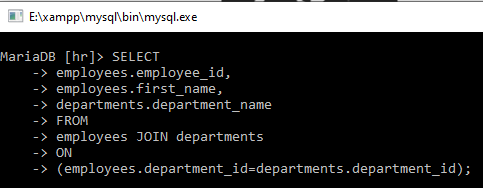 E:\xampp\mysql\bin\mysql.exe
MariaDB [hr]> SELECT
    -> employees.employee_id,
    -> employees.first_name,
    -> departments.department_name
    -> FROM
    -> employees JOIN departments
    -> ON
    -> (employees.department_id=departments.department_id);